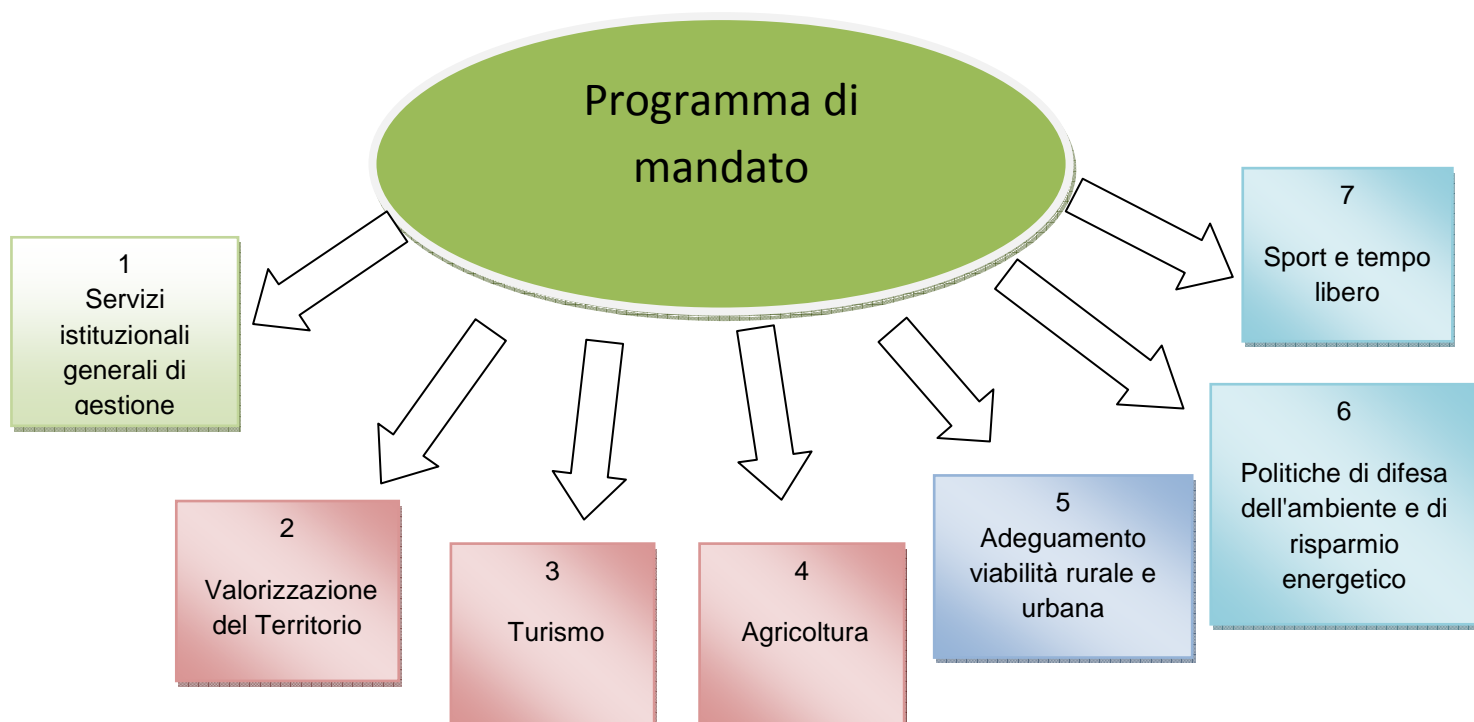 Programma di
mandato
1
Servizi
istituzionali
generali di
gestione
2
Valorizzazione
del Territorio
3
Turismo
4
Agricoltura
5
Adeguamento
viabilità rurale e
urbana
6
Politiche di difesa
dell'ambiente e di
risparmio
energetico
7
Sport e tempo
libero